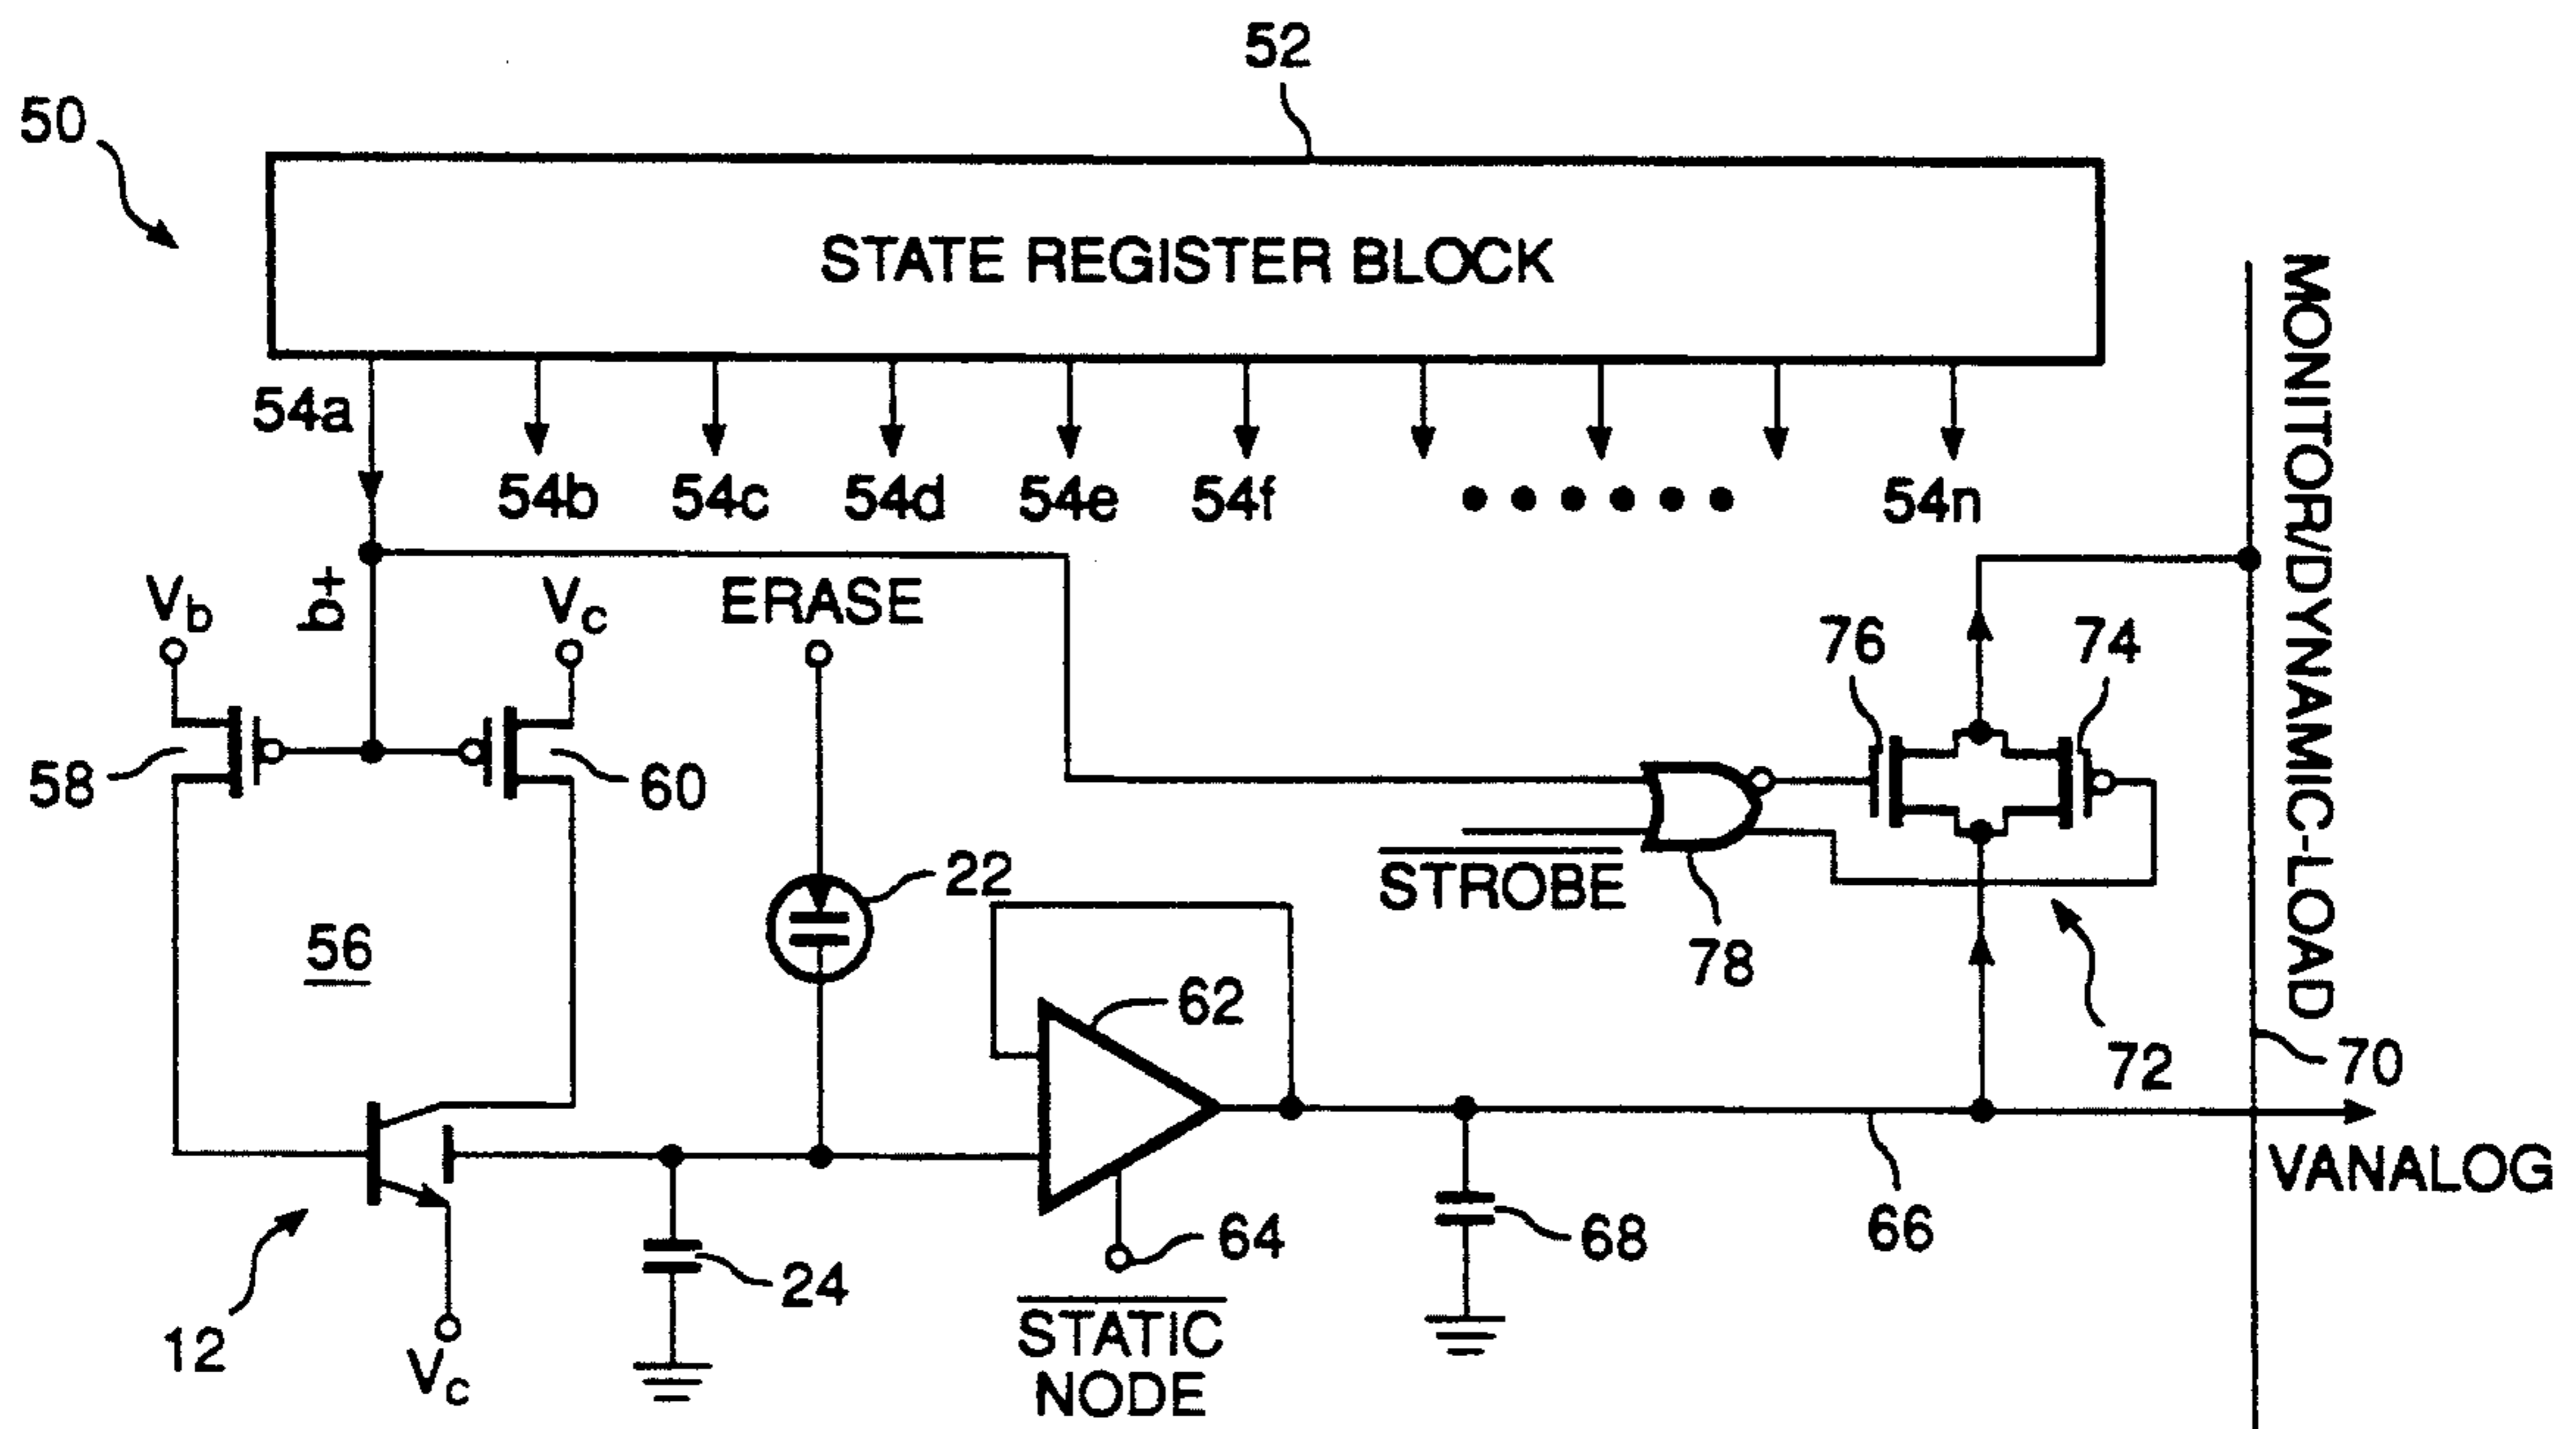 52
50
STATE REGISTER BLOCK
MONITOR/DYNAMIC-LOAD
54a
54b
54c
54d
54e
54f
54n
Vb
b+
Vc
ERASE
76
74
58
60
22
STROBE
78
56
62
72
70
VANALOG
66
68
64
24
12
Vc
STATIC
NODE